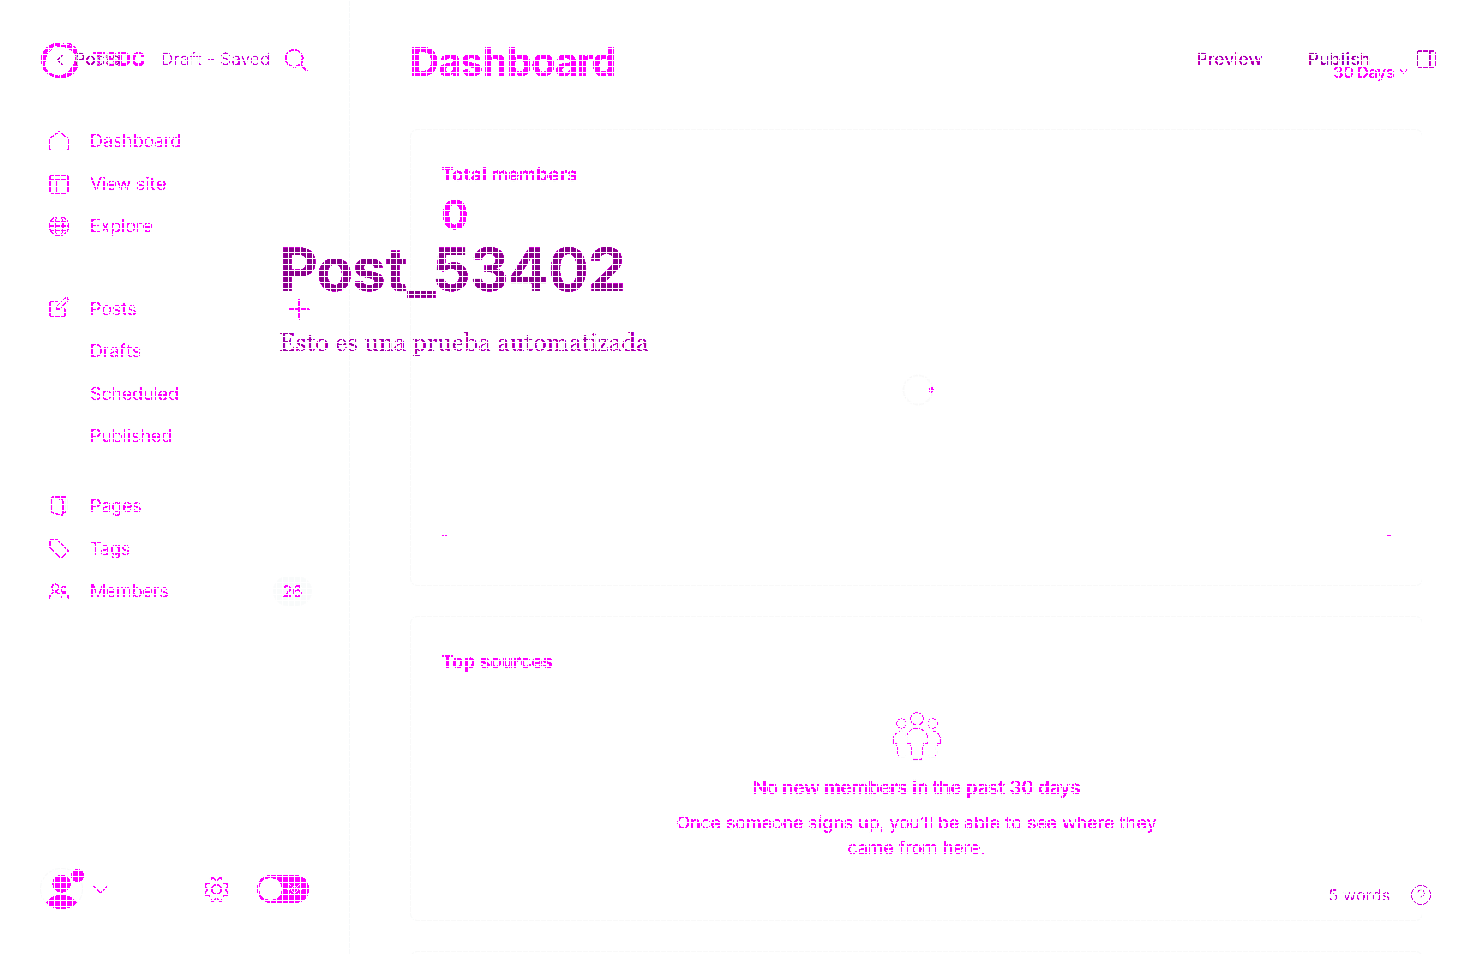 Posts
Draft - Saved
Dashboard
Preview
Publish
30 Days
Dashboard
View site
Explore
Total members
0
Post_53402
Posts
Esto es una prueba automatizada
Drafts
Scheduled
Published
Pages
Tags
Members
26
Top sources
No new members in the past 30 days
Once someone signs up, you'll be able to see where they
came from here.
5 words